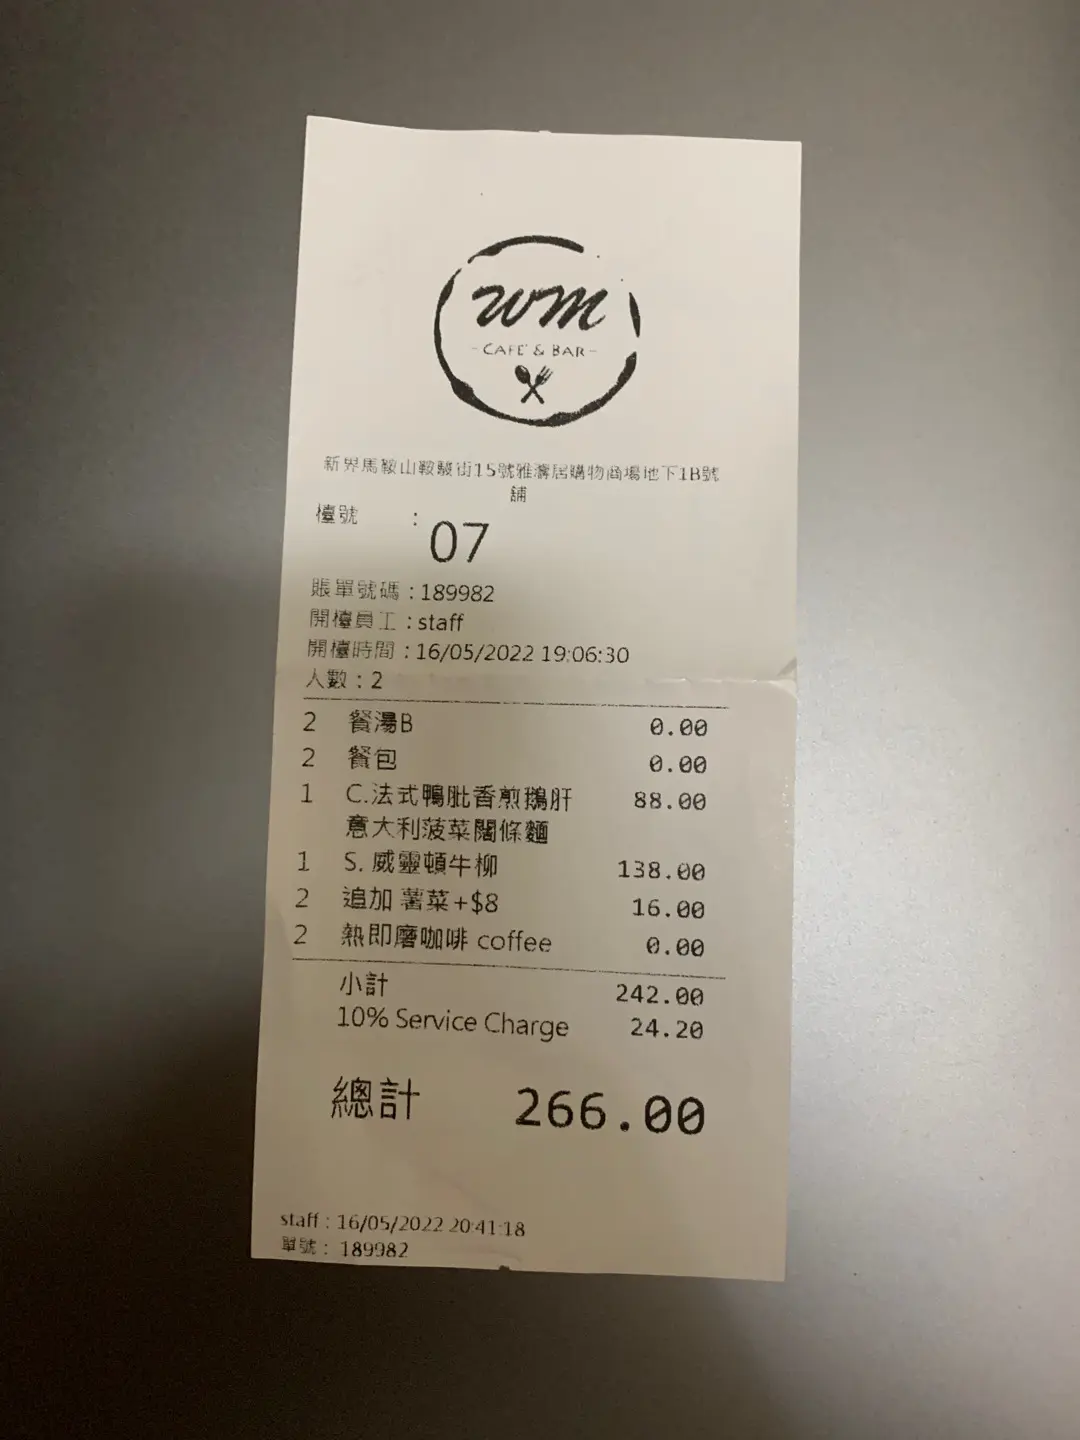 WM
-CAFE & BAR-
新界馬鞍山鞍駿街15號雅濤居購物商場地下1B號
舖
檯號 :
07
賬單號碼 : 189982
開檯員工 : staff
開檯時間 : 16/05/2022 19:06:30
人數 : 2
2 餐湯B 0.00
2 餐包 0.00
1 C.法式鴨肶香煎鵝肝 88.00
意大利菠菜闊條麵
1 S. 威靈頓牛柳 138.00
2 追加 薯菜+$8 16.00
2 熱即磨咖啡 coffee 0.00
小計 242.00
10% Service Charge 24.20
總計 266.00
staff : 16/05/2022 20:41:18
單號 : 189982